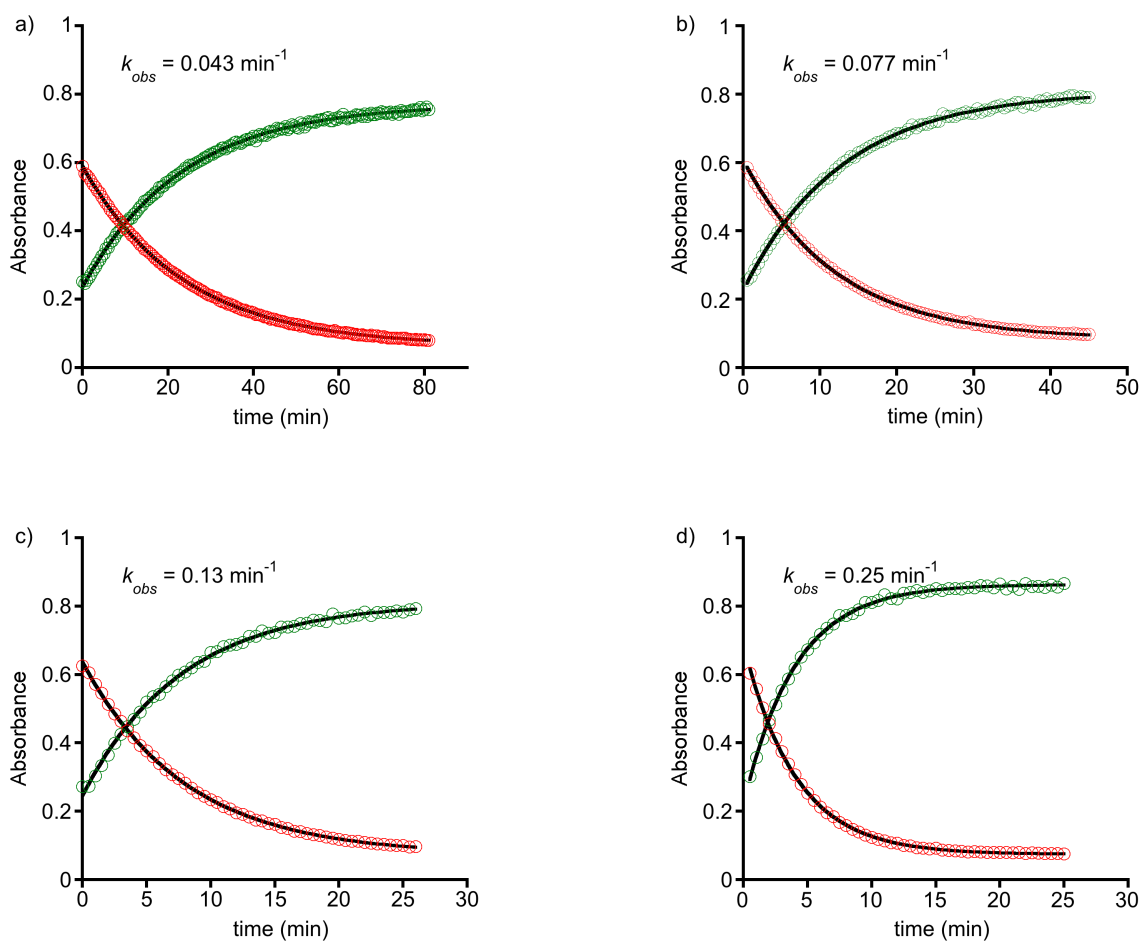 a)
k_obs = 0.043 min⁻¹
1
0.8
0.6
0.4
0.2
0
Absorbance
0 20 40 60 80
time (min)
b)
k_obs = 0.077 min⁻¹
1
0.8
0.6
0.4
0.2
0
Absorbance
0 10 20 30 40 50
time (min)
c)
k_obs = 0.13 min⁻¹
1
0.8
0.6
0.4
0.2
0
Absorbance
0 5 10 15 20 25 30
time (min)
d)
k_obs = 0.25 min⁻¹
1
0.8
0.6
0.4
0.2
0
Absorbance
0 5 10 15 20 25 30
time (min)